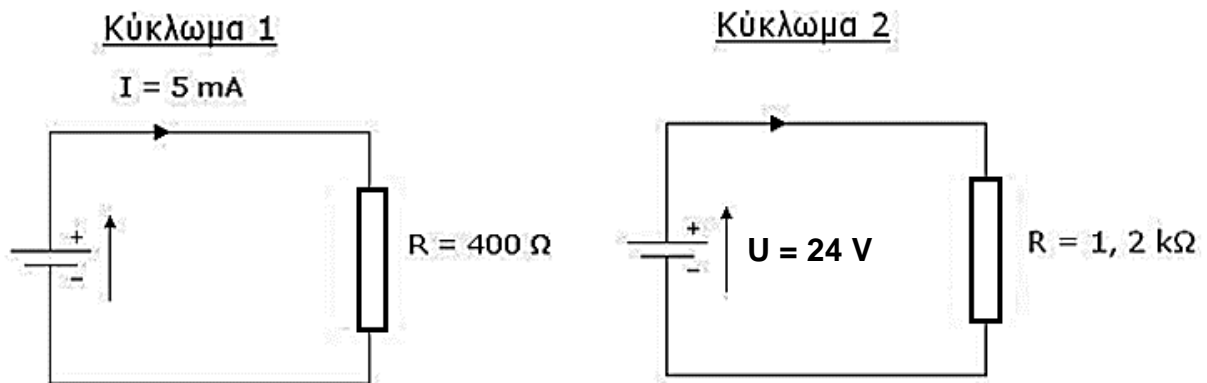 Κύκλωμα 1
I = 5 mA
+
-
R = 400 Ω
Κύκλωμα 2
+
-
U = 24 V
R = 1, 2 kΩ